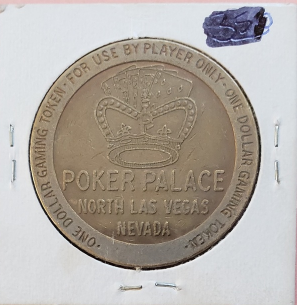 · FOR USE BY PLAYER ONLY · ONE DOLLAR GAMING TOKEN · ONE DOLLAR GAMING TOKEN
POKER PALACE
NORTH LAS VEGAS
NEVADA